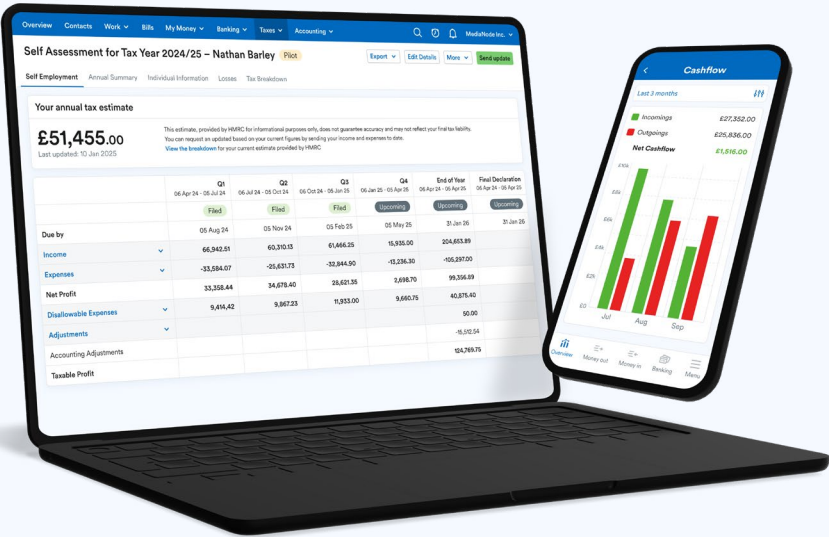 Overview Contacts Work Bills My Money Banking Taxes Accounting MediaNode Inc.
Self Assessment for Tax Year 2024/25 – Nathan Barley Pilot
Export Edit Details More Send update
Self Employment Annual Summary Individual Information Losses Tax Breakdown
Your annual tax estimate
£51,455.00
Last updated: 10 Jan 2025
This estimate, provided by HMRC for informational purposes only, does not guarantee accuracy and may not reflect your final tax liability.
You can request an updated based on your current figures by sending your income and expenses to date.
View the breakdown for your current estimate provided by HMRC
Q1 Q2 Q3 Q4 End of Year Final Declaration
06 Apr 24 - 05 Jul 24 06 Jul 24 - 05 Oct 24 06 Oct 24 - 05 Jan 25 06 Jan 25 - 05 Apr 25 06 Apr 24 - 05 Apr 25 06 Apr 24 - 05 Apr 25
Filed Filed Filed Upcoming Upcoming Upcoming
Due by 05 Aug 24 05 Nov 24 05 Feb 25 05 May 25 31 Jan 26 31 Jan 26
Income 66,942.51 60,310.13 61,466.25 15,935.00 204,653.89
Expenses -33,584.07 -25,631.73 -32,844.90 -13,236.30 -105,297.00
Net Profit 33,358.44 34,678.40 28,621.35 2,698.70 99,356.89
Disallowable Expenses 9,414,42 9,867.23 11,933.00 9,660.75 40,875.40
Adjustments 50.00
Accounting Adjustments -15,512.54
Taxable Profit 124,769.75
Cashflow
Last 3 months
Incomings £27,352.00
Outgoings £25,836.00
Net Cashflow £1,516.00
£10k
£8k
£6k
£4k
£2k
£0
Jul Aug Sep
Overview Money out Money in Banking Menu